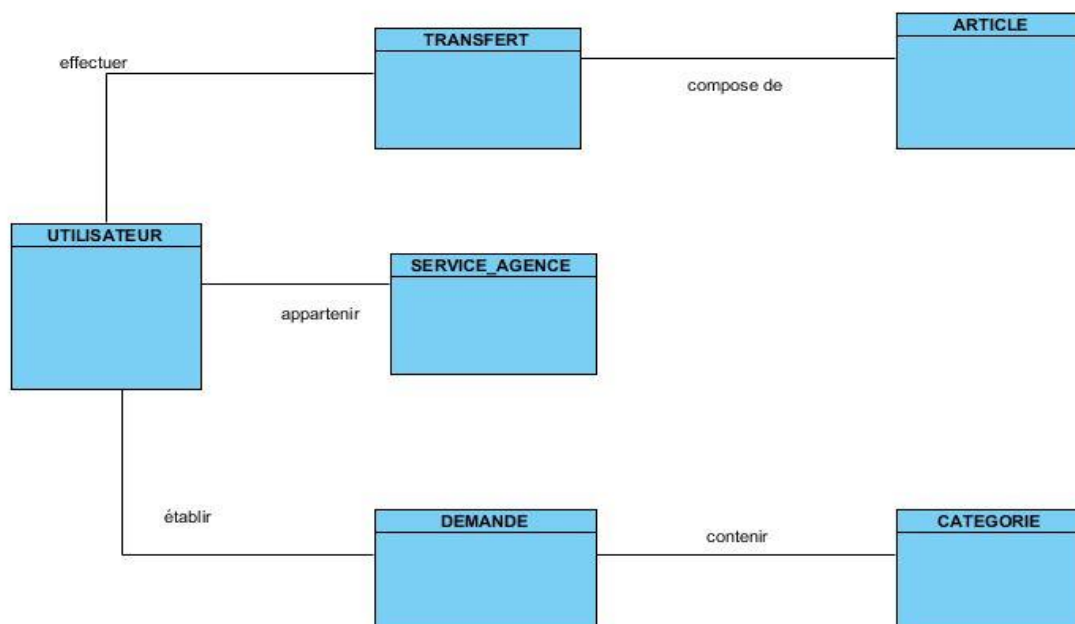 ARTICLE
TRANSFERT
effectuer
compose de
UTILISATEUR
SERVICE_AGENCE
appartenir
établir
DEMANDE
CATEGORIE
contenir